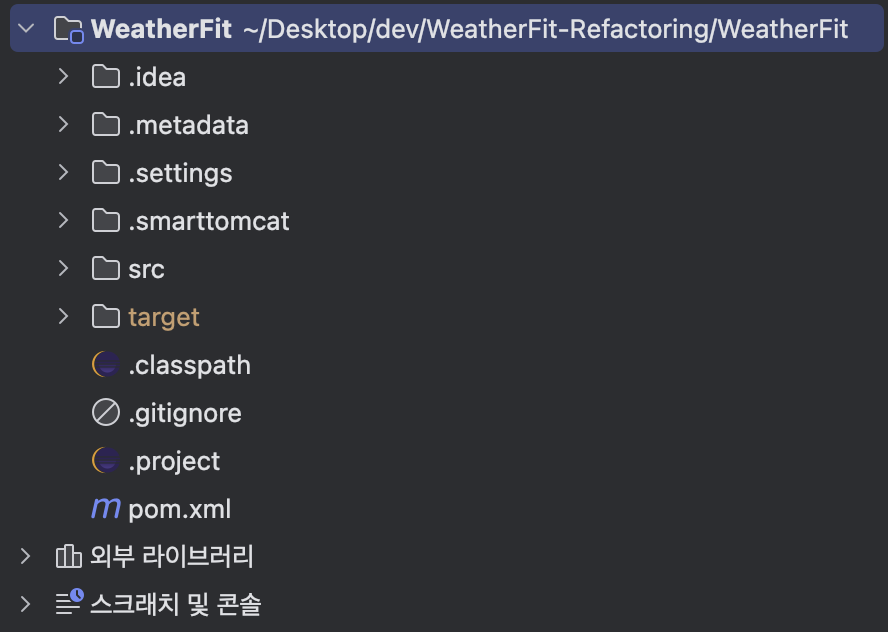 WeatherFit ~/Desktop/dev/WeatherFit-Refactoring/WeatherFit
.idea
.metadata
.settings
.smarttomcat
src
target
.classpath
.gitignore
.project
m pom.xml
외부 라이브러리
스크래치 및 콘솔